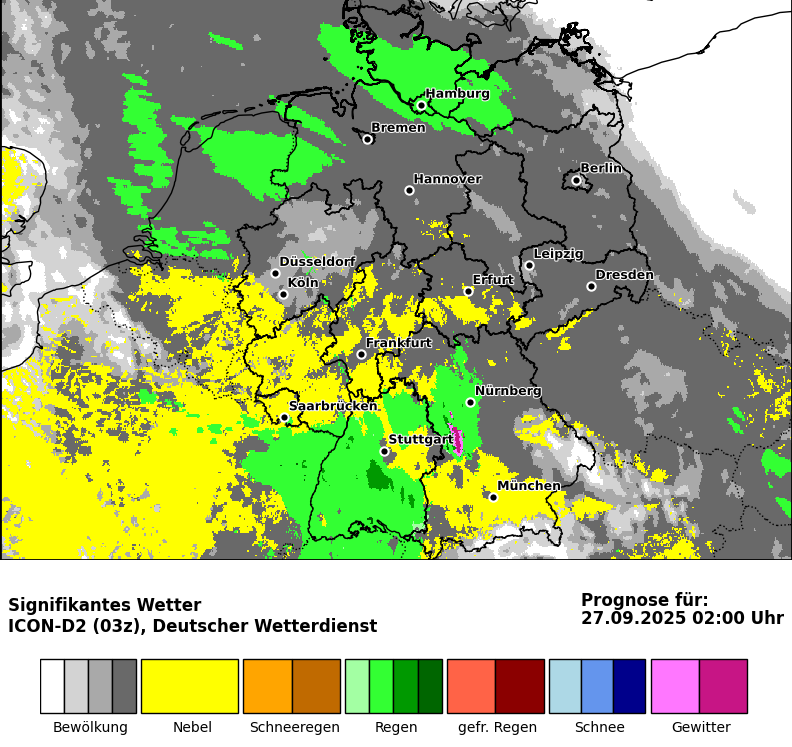 Hamburg
Bremen
Berlin
Hannover
Düsseldorf
Leipzig
Köln
Erfurt
Dresden
Frankfurt
Nürnberg
Saarbrücken
Stuttgart
München
Signifikantes Wetter
ICON-D2 (03z), Deutscher Wetterdienst
Prognose für:
27.09.2025 02:00 Uhr
Bewölkung Nebel Schneeregen Regen gefr. Regen Schnee Gewitter